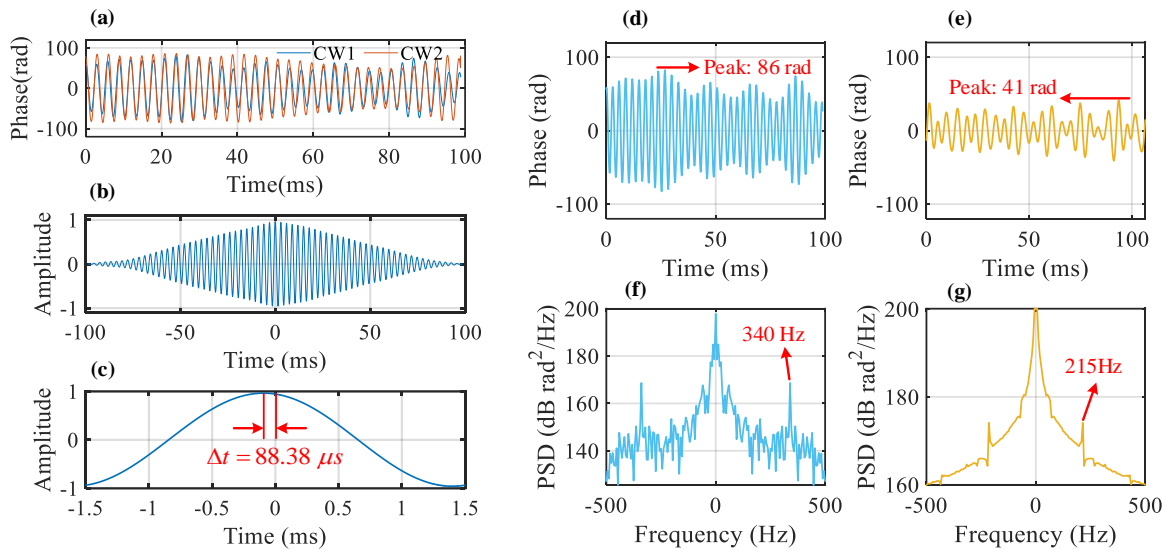 (a)
100
0
-100
Phase(rad)
CW1 CW2
0 20 40 60 80 100
Time(ms)
(b)
1
0
-1
Amplitude
-100 -50 0 50 100
Time (ms)
(c)
1
0
-1
Amplitude
Δt = 88.38 μs
-1.5 -1 -0.5 0 0.5 1 1.5
Time (ms)
(d)
100
0
-100
Phase (rad)
Peak: 86 rad
0 50 100
Time (ms)
(e)
100
0
-100
Phase (rad)
Peak: 41 rad
0 50 100
Time (ms)
(f)
200
180
160
140
PSD (dB rad²/Hz)
340 Hz
-500 0 500
Frequency (Hz)
(g)
200
180
160
PSD (dB rad²/Hz)
215Hz
-500 0 500
Frequency (Hz)